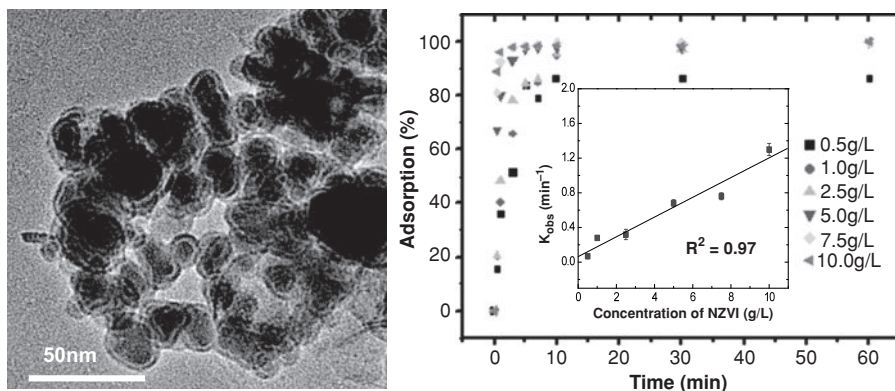 50nm
Adsorption (%)
100
80
60
40
20
0
0
10
20
30
40
50
60
Time (min)
K obs (min⁻¹)
2.0
1.6
1.2
0.8
0.4
0.0
0
2
4
6
8
10
Concentration of NZVI (g/L)
R² = 0.97
0.5g/L
1.0g/L
2.5g/L
5.0g/L
7.5g/L
10.0g/L